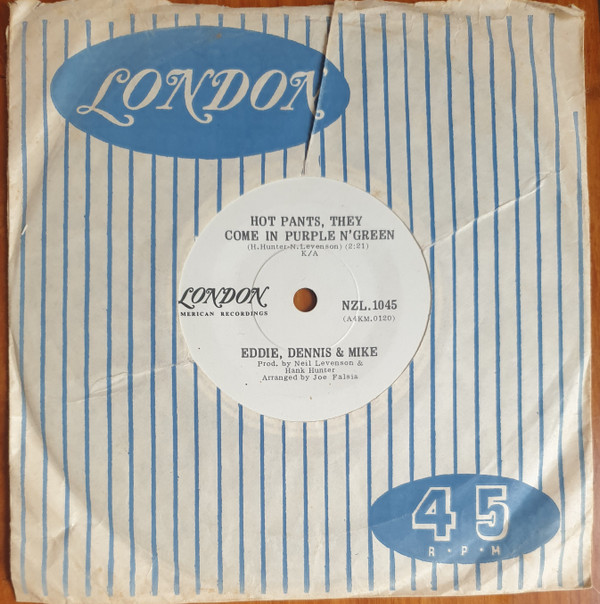 LONDON
HOT PANTS, THEY
COME IN PURPLE N'GREEN
(H.Hunter-N.Levenson) (2:21)
K/A
LONDON
MERICAN RECORDINGS
NZL.1045
(A4KM.0120)
EDDIE, DENNIS & MIKE
Prod. by Neil Levenson &
Hank Hunter
Arranged by Joe Falsia
45
R·P·M